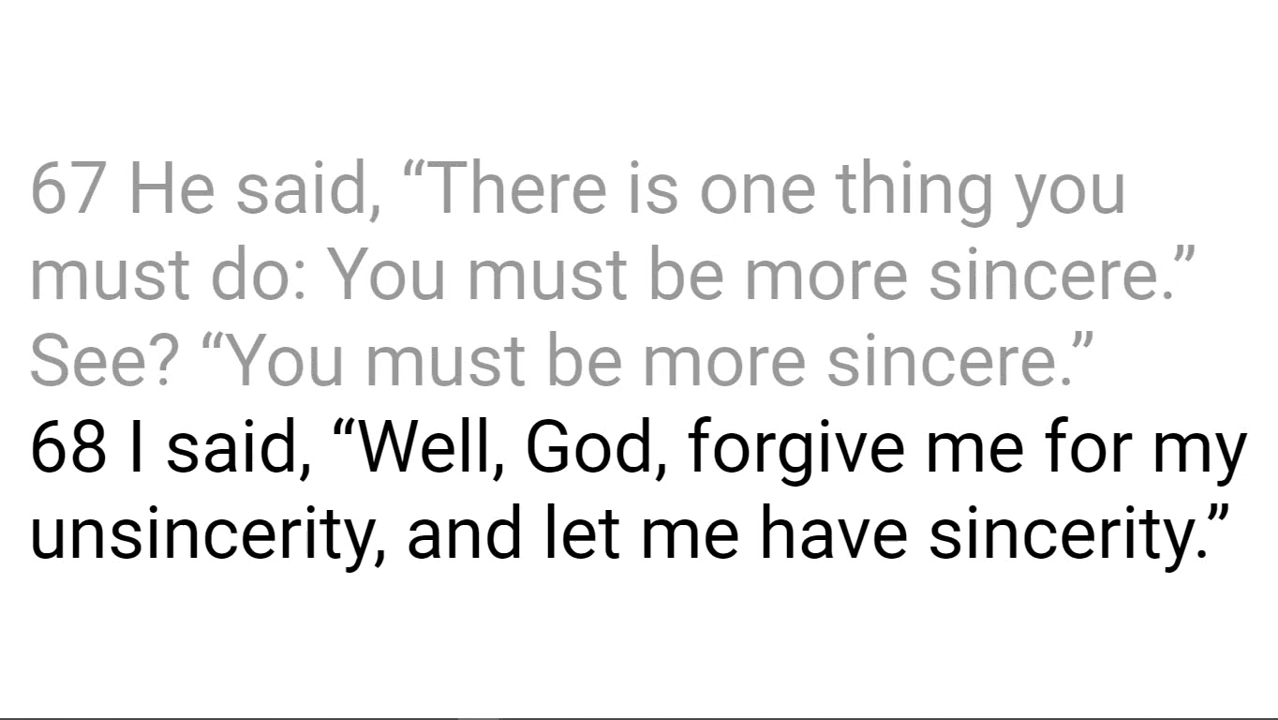 67 He said, “There is one thing you
must do: You must be more sincere.”
See? “You must be more sincere.”
68 I said, “Well, God, forgive me for my
unsincerity, and let me have sincerity.”